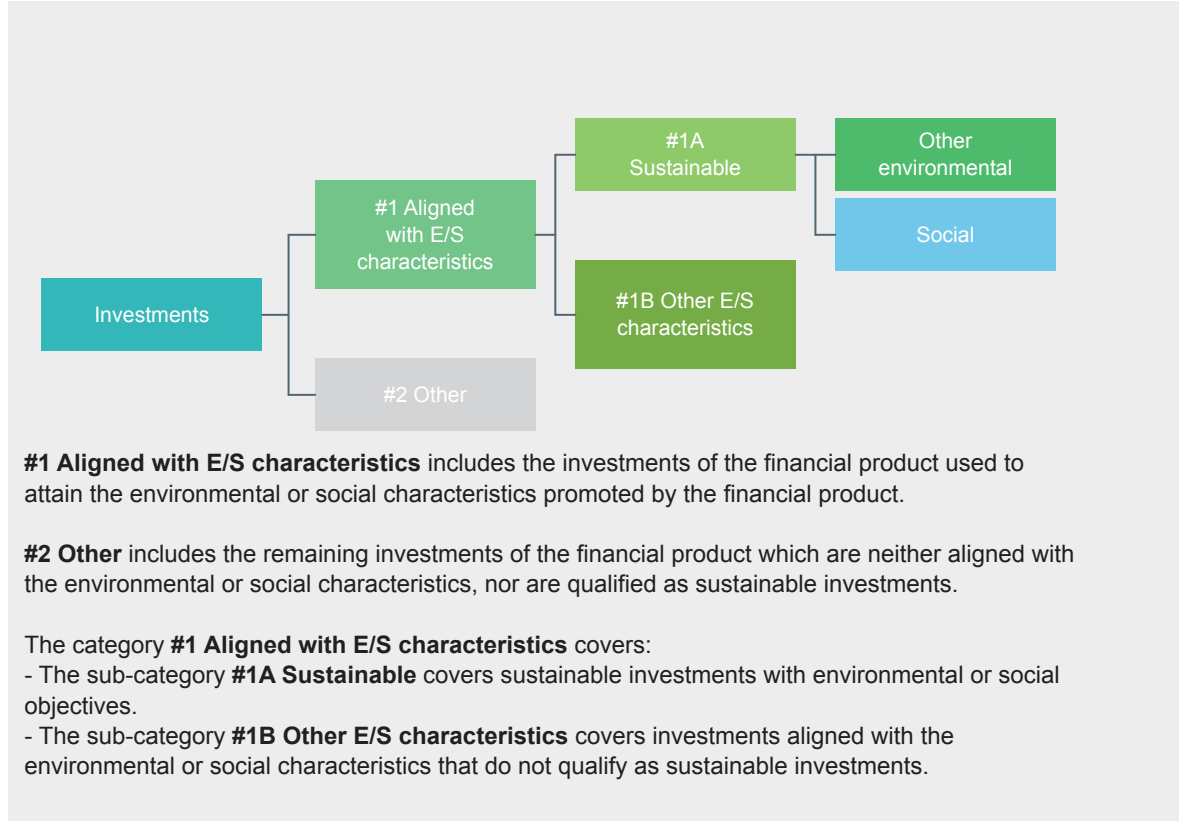 #1A
Sustainable
Other
environmental
#1 Aligned
with E/S
characteristics
Social
Investments
#1B Other E/S
characteristics
#2 Other
#1 Aligned with E/S characteristics includes the investments of the financial product used to
attain the environmental or social characteristics promoted by the financial product.
#2 Other includes the remaining investments of the financial product which are neither aligned with
the environmental or social characteristics, nor are qualified as sustainable investments.
The category #1 Aligned with E/S characteristics covers:
- The sub-category #1A Sustainable covers sustainable investments with environmental or social
objectives.
- The sub-category #1B Other E/S characteristics covers investments aligned with the
environmental or social characteristics that do not qualify as sustainable investments.